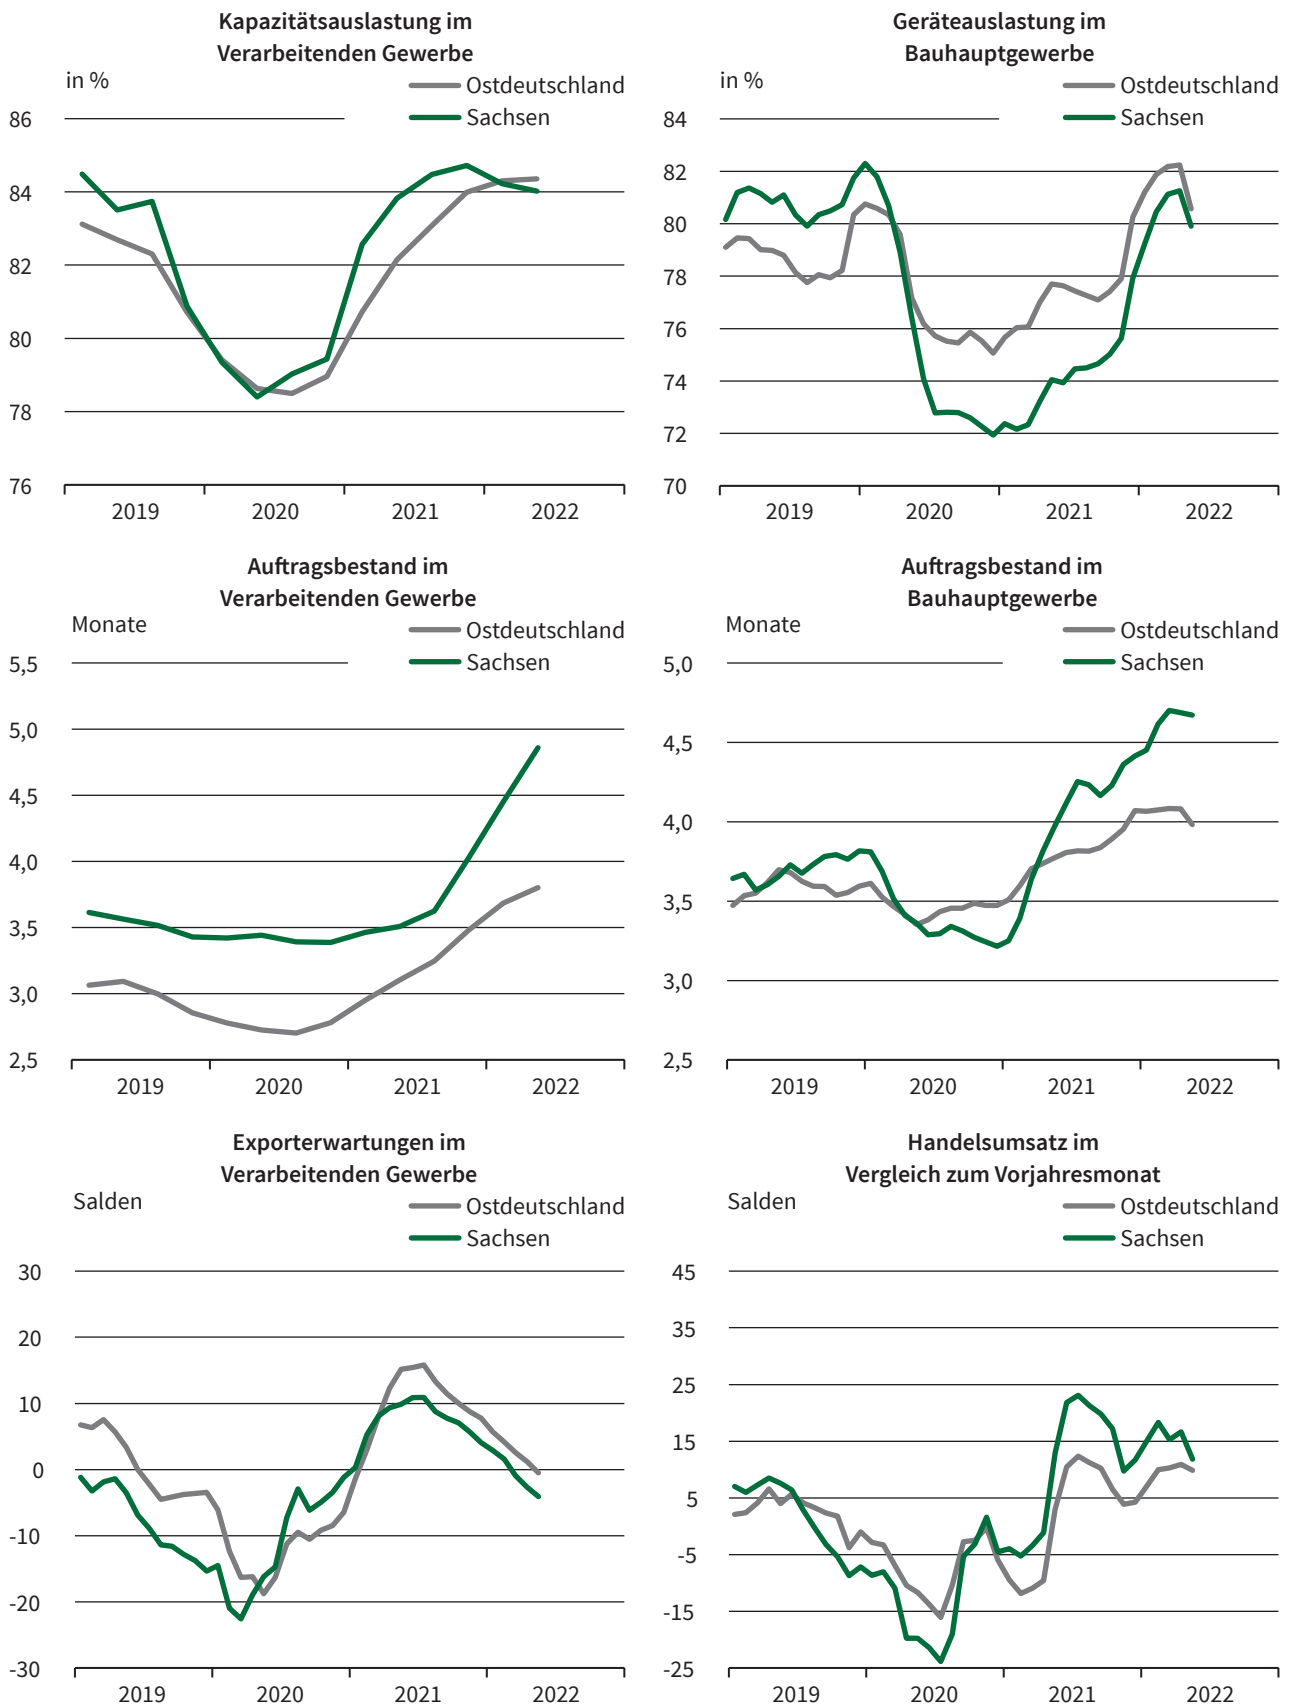 Kapazitätsauslastung im
Verarbeitenden Gewerbe
in %
Ostdeutschland
Sachsen
86
84
82
80
78
76
2019
2020
2021
2022
Geräteauslastung im
Bauhauptgewerbe
in %
Ostdeutschland
Sachsen
84
82
80
78
76
74
72
70
2019
2020
2021
2022
Auftragsbestand im
Verarbeitenden Gewerbe
Monate
Ostdeutschland
Sachsen
5,5
5,0
4,5
4,0
3,5
3,0
2,5
2019
2020
2021
2022
Auftragsbestand im
Bauhauptgewerbe
Monate
Ostdeutschland
Sachsen
5,0
4,5
4,0
3,5
3,0
2,5
2019
2020
2021
2022
Exporterwartungen im
Verarbeitenden Gewerbe
Salden
Ostdeutschland
Sachsen
30
20
10
0
-10
-20
-30
2019
2020
2021
2022
Handelsumsatz im
Vergleich zum Vorjahresmonat
Salden
Ostdeutschland
Sachsen
45
35
25
15
5
-5
-15
-25
2019
2020
2021
2022